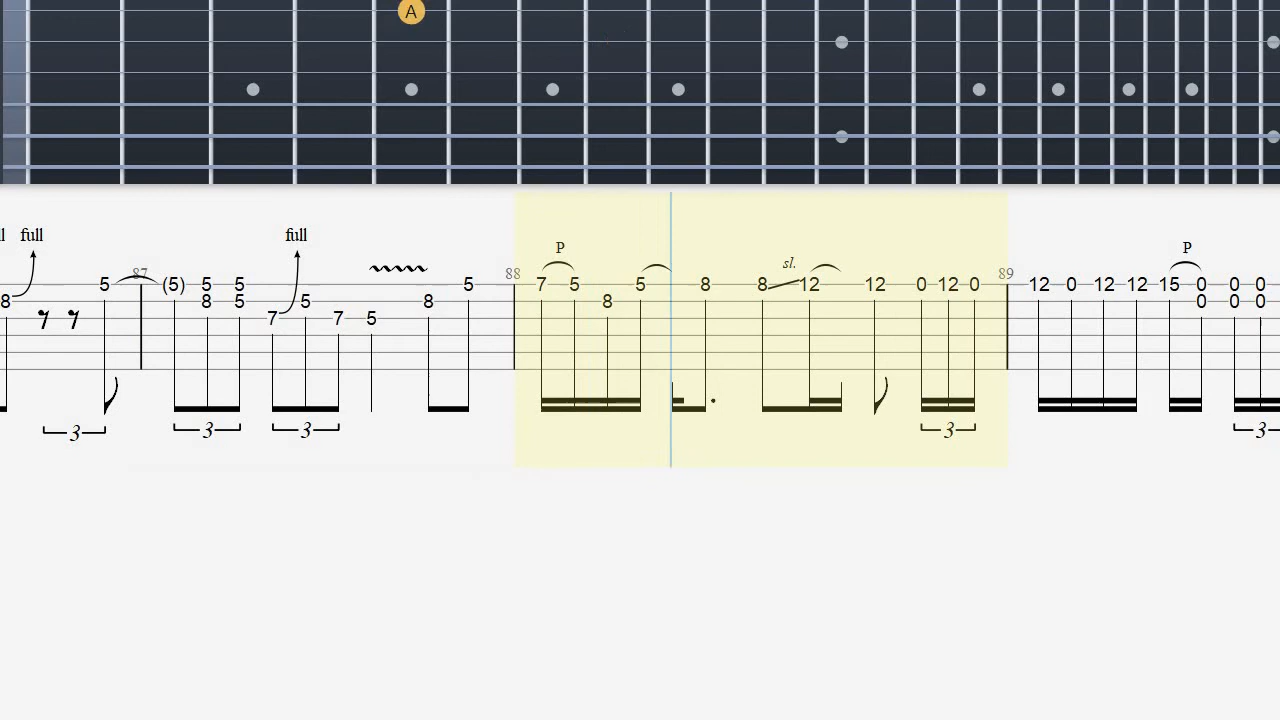 A
l full full
P P
87 88 89 sl.
5 (5) 5 5 5 7 5 5 8 8 12 12 0 12 0 12 0 12 12 15 0 0 0
8 8 5 5 8 8 0 0 0
7 7 5
3 3 3 3 3